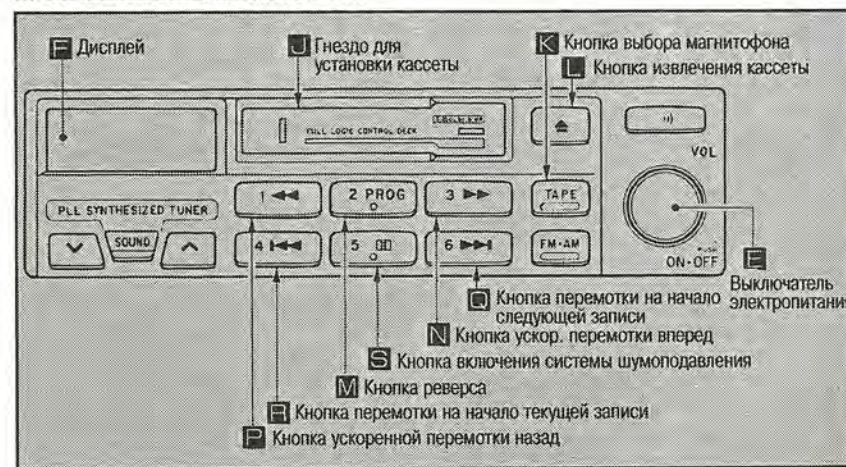 F Дисплей
J Гнездо для
установки кассеты
K Кнопка выбора магнитофона
L Кнопка извлечения кассеты
FULL LOGIC CONTROL DECK
VOL
1 2 PROG 3 TAPE
PLL SYNTHESIZED TUNER
SOUND
4 5 6 FM·AM
PUSH
ON·OFF
E
Выключатель
электропитания
Q Кнопка перемотки на начало
следующей записи
N Кнопка ускор. перемотки вперед
S Кнопка включения системы шумоподавления
M Кнопка реверса
R Кнопка перемотки на начало текущей записи
P Кнопка ускоренной перемотки назад